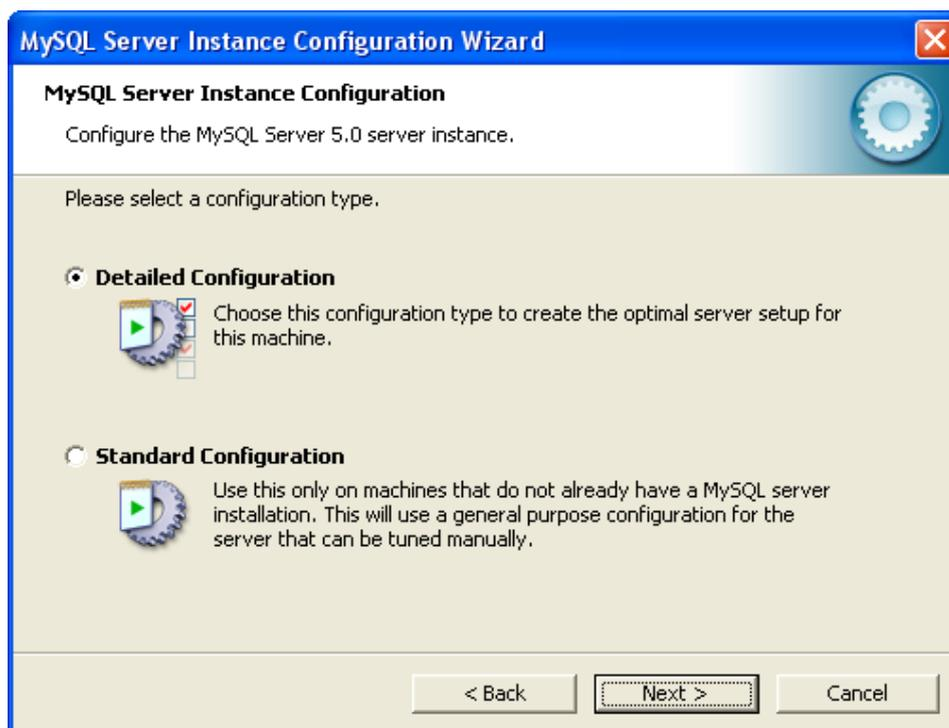 MySQL Server Instance Configuration Wizard
MySQL Server Instance Configuration
Configure the MySQL Server 5.0 server instance.
Please select a configuration type.
Detailed Configuration
Choose this configuration type to create the optimal server setup for
this machine.
Standard Configuration
Use this only on machines that do not already have a MySQL server
installation. This will use a general purpose configuration for the
server that can be tuned manually.
< Back
Next >
Cancel